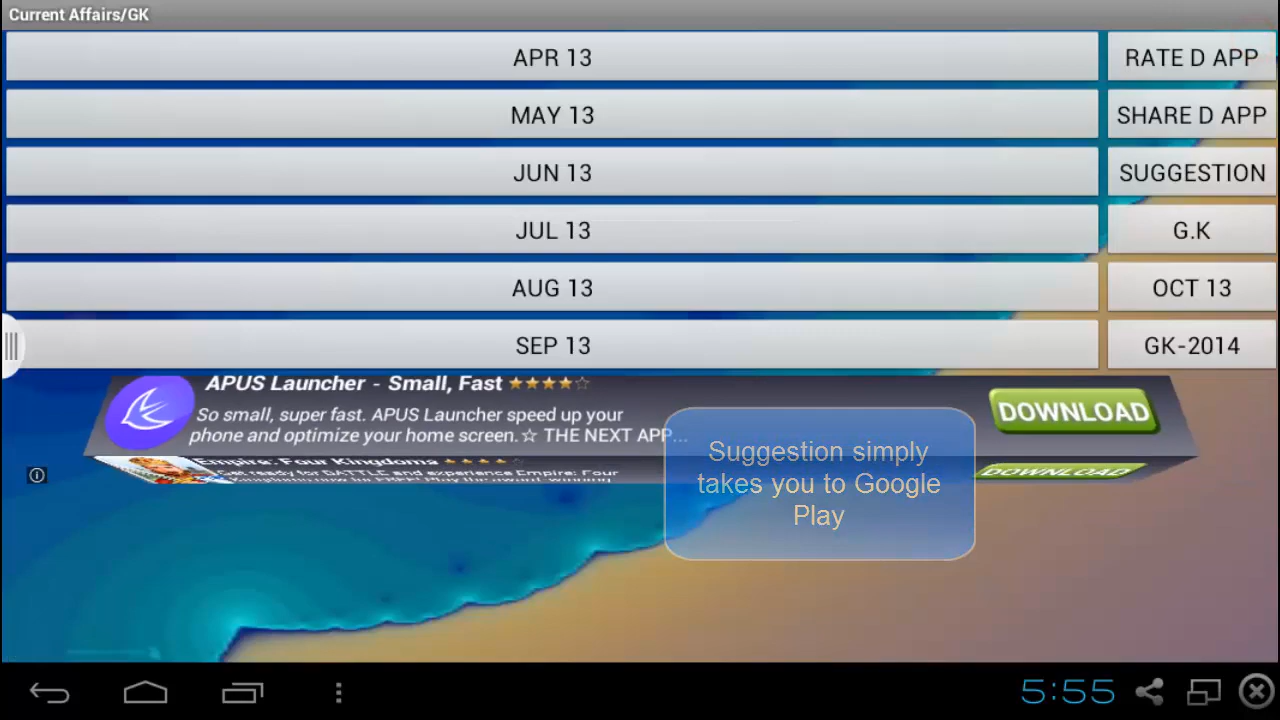 Current Affairs/GK
APR 13
RATE D APP
MAY 13
SHARE D APP
JUN 13
SUGGESTION
JUL 13
G.K
AUG 13
OCT 13
SEP 13
GK-2014
APUS Launcher - Small, Fast
So small, super fast. APUS Launcher speed up your
phone and optimize your home screen.☆ THE NEXT APP...
DOWNLOAD
Empire: Four Kingdoms
DOWNLOAD
Suggestion simply
takes you to Google
Play
5:55